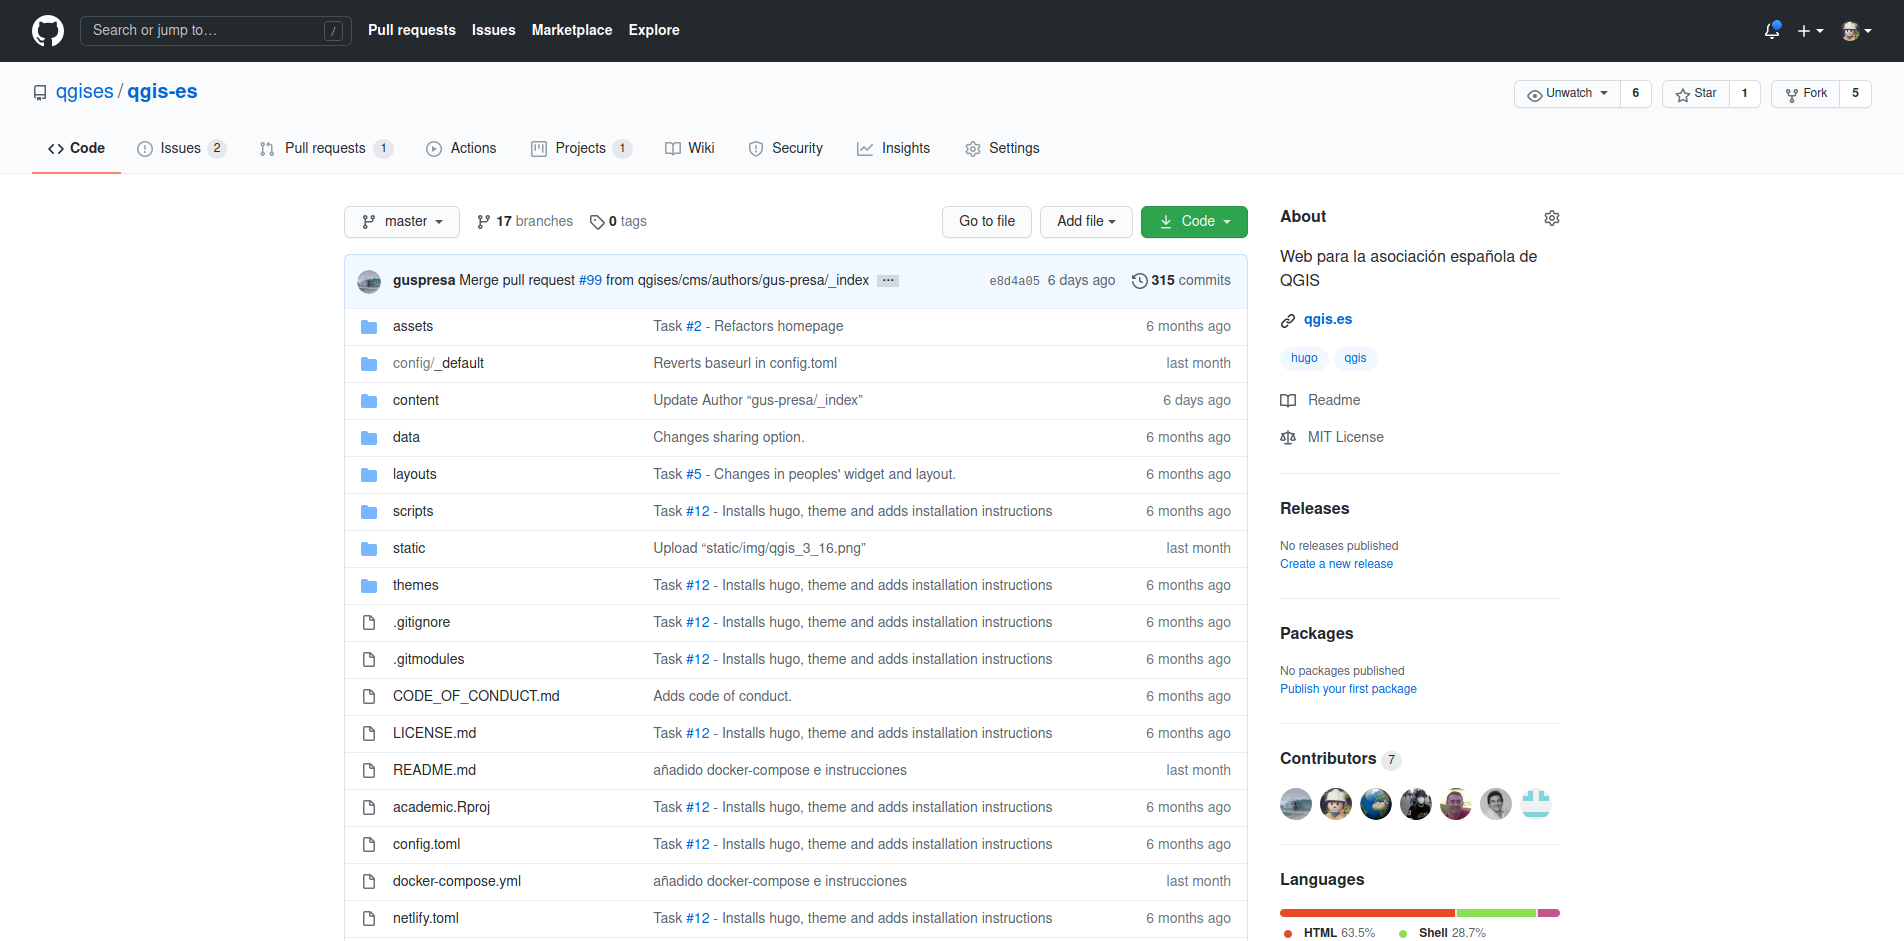 Search or jump to… /
Pull requests Issues Marketplace Explore
qgises / qgis-es
Unwatch 6 Star 1 Fork 5
Code Issues 2 Pull requests 1 Actions Projects 1 Wiki Security Insights Settings
master 17 branches 0 tags Go to file Add file Code
guspresa Merge pull request #99 from qgises/cms/authors/gus-presa/_index … e8d4a05 6 days ago 315 commits
assets Task #2 - Refactors homepage 6 months ago
config/_default Reverts baseurl in config.toml last month
content Update Author “gus-presa/_index” 6 days ago
data Changes sharing option. 6 months ago
layouts Task #5 - Changes in peoples' widget and layout. 6 months ago
scripts Task #12 - Installs hugo, theme and adds installation instructions 6 months ago
static Upload “static/img/qgis_3_16.png” last month
themes Task #12 - Installs hugo, theme and adds installation instructions 6 months ago
.gitignore Task #12 - Installs hugo, theme and adds installation instructions 6 months ago
.gitmodules Task #12 - Installs hugo, theme and adds installation instructions 6 months ago
CODE_OF_CONDUCT.md Adds code of conduct. 6 months ago
LICENSE.md Task #12 - Installs hugo, theme and adds installation instructions 6 months ago
README.md añadido docker-compose e instrucciones last month
academic.Rproj Task #12 - Installs hugo, theme and adds installation instructions 6 months ago
config.toml Task #12 - Installs hugo, theme and adds installation instructions 6 months ago
docker-compose.yml añadido docker-compose e instrucciones last month
netlify.toml Task #12 - Installs hugo, theme and adds installation instructions 6 months ago
About
Web para la asociación española de
QGIS
qgis.es
hugo qgis
Readme
MIT License
Releases
No releases published
Create a new release
Packages
No packages published
Publish your first package
Contributors 7
Languages
HTML 63.5% Shell 28.7%